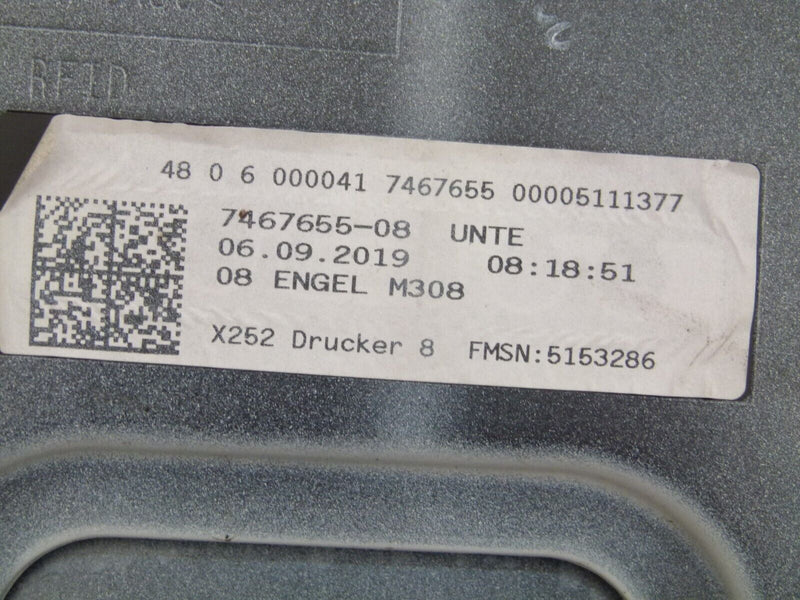 RFID
48 0 6 000041 7467655 00005111377
7467655-08 UNTE
06.09.2019 08:18:51
08 ENGEL M308
X252 Drucker 8 FMSN:5153286